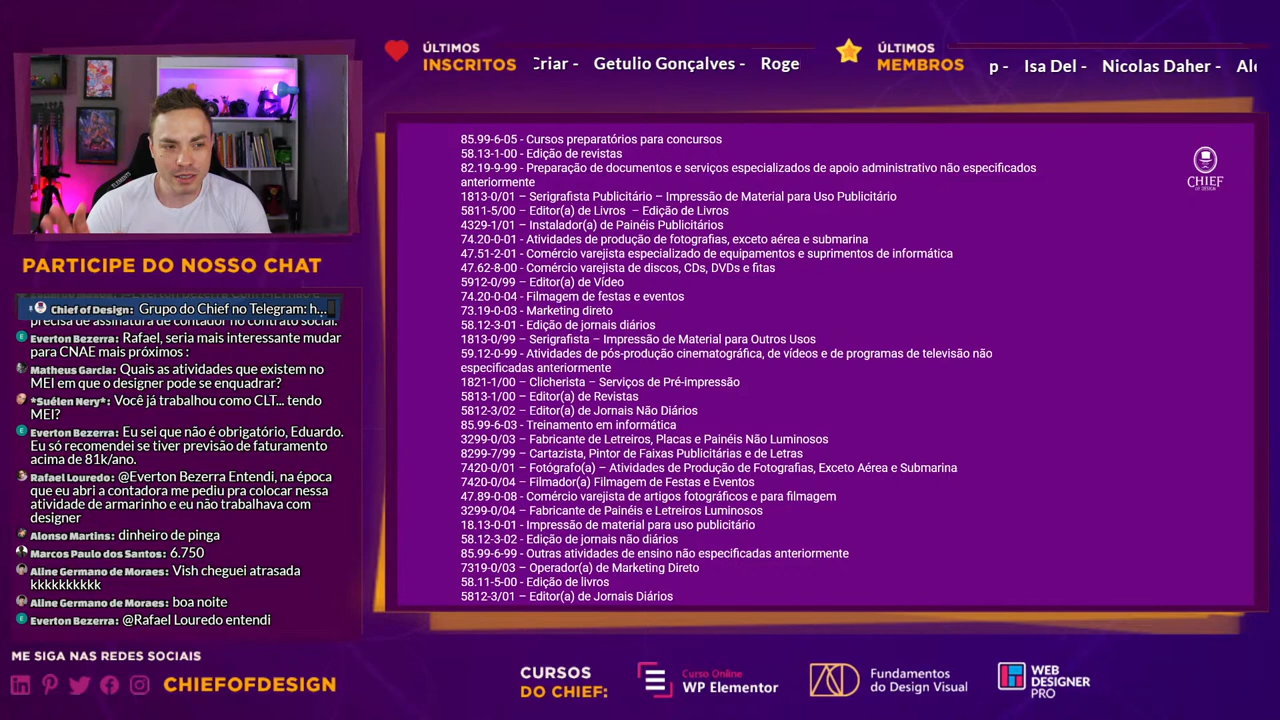 ÚLTIMOS
INSCRITOS
Criar - Getulio Gonçalves - Roge
ÚLTIMOS
MEMBROS
p - Isa Del - Nicolas Daher -
CHIEF
OF DESIGN
85.99-6-05 - Cursos preparatórios para concursos
58.13-1-00 - Edição de revistas
82.19-9-99 - Preparação de documentos e serviços especializados de apoio administrativo não especificados
anteriormente
1813-0/01 – Serigrafista Publicitário – Impressão de Material para Uso Publicitário
5811-5/00 – Editor(a) de Livros – Edição de Livros
4329-1/01 – Instalador(a) de Painéis Publicitários
74.20-0-01 - Atividades de produção de fotografias, exceto aérea e submarina
47.51-2-01 - Comércio varejista especializado de equipamentos e suprimentos de informática
47.62-8-00 - Comércio varejista de discos, CDs, DVDs e fitas
5912-0/99 – Editor(a) de Vídeo
74.20-0-04 - Filmagem de festas e eventos
73.19-0-03 - Marketing direto
58.12-3-01 - Edição de jornais diários
1813-0/99 – Serigrafista – Impressão de Material para Outros Usos
59.12-0-99 - Atividades de pós-produção cinematográfica, de vídeos e de programas de televisão não
especificadas anteriormente
1821-1/00 – Clicherista – Serviços de Pré-impressão
5813-1/00 – Editor(a) de Revistas
5812-3/02 – Editor(a) de Jornais Não Diários
85.99-6-03 - Treinamento em informática
3299-0/03 – Fabricante de Letreiros, Placas e Painéis Não Luminosos
8299-7/99 – Cartazista, Pintor de Faixas Publicitárias e de Letras
7420-0/01 – Fotógrafo(a) – Atividades de Produção de Fotografias, Exceto Aérea e Submarina
7420-0/04 – Filmador(a) Filmagem de Festas e Eventos
47.89-0-08 - Comércio varejista de artigos fotográficos e para filmagem
3299-0/04 – Fabricante de Painéis e Letreiros Luminosos
18.13-0-01 - Impressão de material para uso publicitário
58.12-3-02 - Edição de jornais não diários
85.99-6-99 - Outras atividades de ensino não especificadas anteriormente
7319-0/03 – Operador(a) de Marketing Direto
58.11-5-00 - Edição de livros
5812-3/01 – Editor(a) de Jornais Diários
PARTICIPE DO NOSSO CHAT
Chief of Design: Grupo do Chief no Telegram: h...
precisa de assinatura de contador no contrato social.
Everton Bezerra: Rafael, seria mais interessante mudar
para CNAE mais próximos :
Matheus Garcia: Quais as atividades que existem no
MEI em que o designer pode se enquadrar?
*Suélen Nery*: Você já trabalhou como CLT... tendo
MEI?
Everton Bezerra: Eu sei que não é obrigatório, Eduardo.
Eu só recomendei se tiver previsão de faturamento
acima de 81k/ano.
Rafael Louredo: @Everton Bezerra Entendi, na época
que eu abri a contadora me pediu pra colocar nessa
atividade de armarinho e eu não trabalhava com
designer
Alonso Martins: dinheiro de pinga
Marcos Paulo dos Santos: 6.750
Aline Germano de Moraes: Vish cheguei atrasada
kkkkkkkkkk
Aline Germano de Moraes: boa noite
Everton Bezerra: @Rafael Louredo entendi
ME SIGA NAS REDES SOCIAIS
CHIEFOFDESIGN
CURSOS
DO CHIEF:
Curso Online
WP Elementor
Fundamentos
do Design Visual
WEB
DESIGNER
PRO